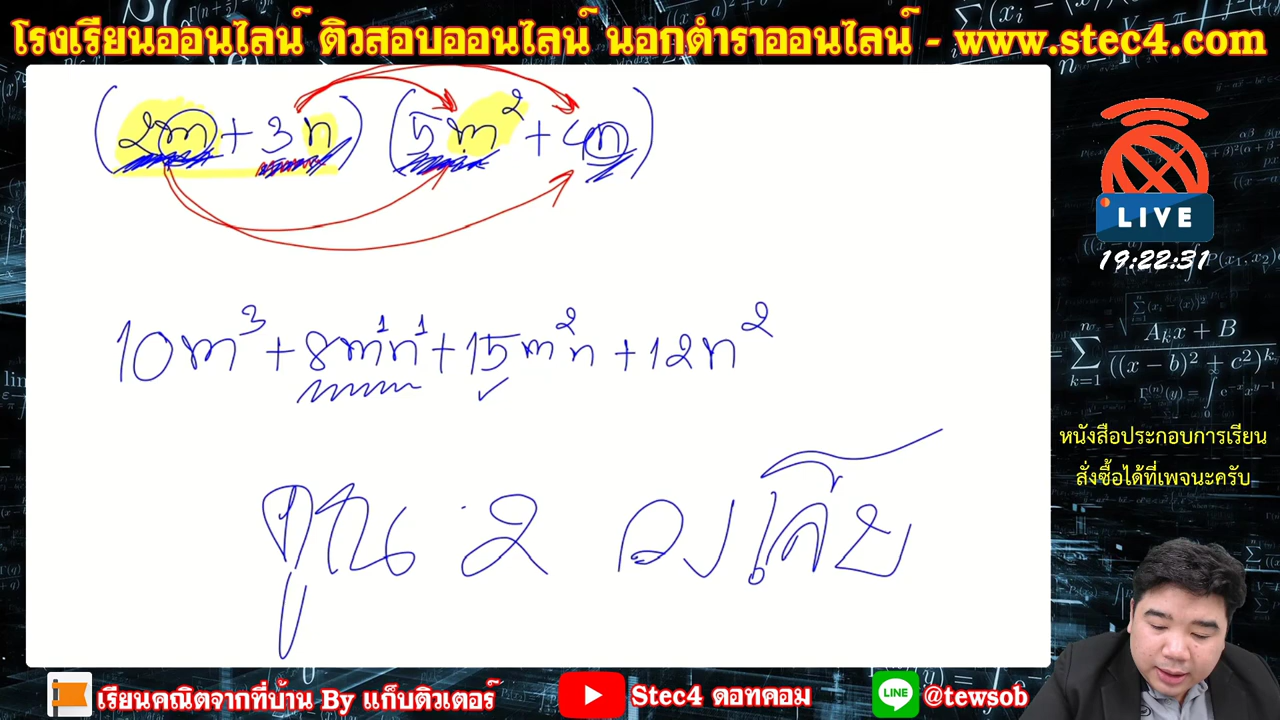 โรงเรียนออนไลน์ ติวสอบออนไลน์ นอกตำราออนไลน์ - www.stec4.com
(2m + 3n) (5m² + 4n)
10m³ + 8m¹n¹ + 15m²n + 12n²
คูณ 2 วงเล็บ
LIVE
19:22:31
หนังสือประกอบการเรียน
สั่งซื้อได้ที่เพจนะครับ
เรียนคณิตจากที่บ้าน By แก็บติวเตอร์
Stec4 ดอทคอม
LINE
@tewsob